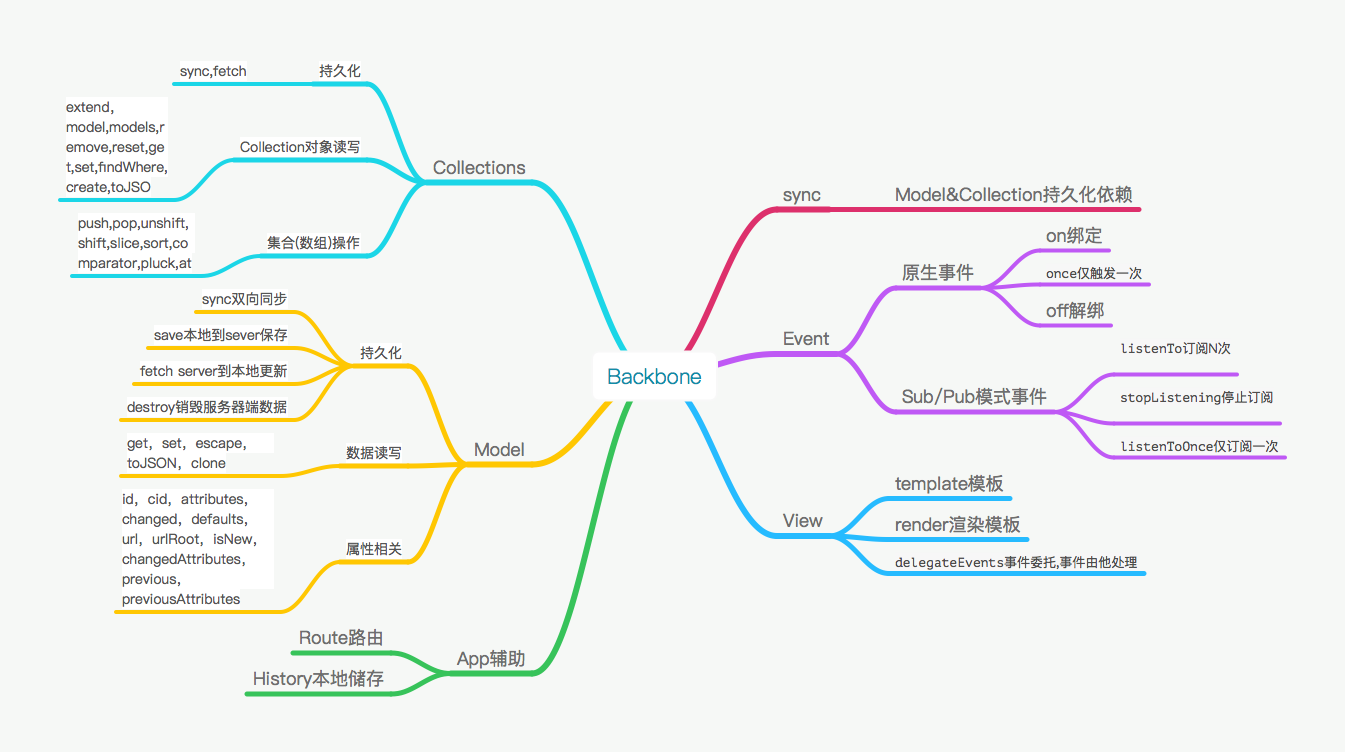 Backbone
Collections
持久化
sync,fetch
Collection对象读写
extend,
model,models,r
emove,reset,ge
t,set,findWhere,
create,toJSO
集合(数组)操作
push,pop,unshift,
shift,slice,sort,co
mparator,pluck,at
Model
持久化
sync双向同步
save本地到sever保存
fetch server到本地更新
destroy销毁服务器端数据
数据读写
get，set，escape，
toJSON，clone
属性相关
id，cid，attributes，
changed，defaults，
url，urlRoot，isNew，
changedAttributes，
previous，
previousAttributes
App辅助
Route路由
History本地储存
sync
Model&Collection持久化依赖
Event
原生事件
on绑定
once仅触发一次
off解绑
Sub/Pub模式事件
listenTo订阅N次
stopListening停止订阅
listenToOnce仅订阅一次
View
template模板
render渲染模板
delegateEvents事件委托,事件由他处理